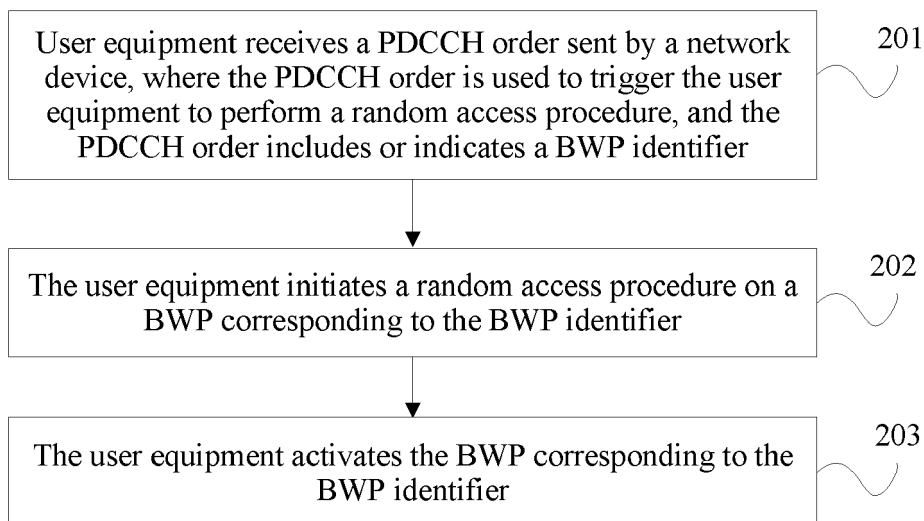 User equipment receives a PDCCH order sent by a network
device, where the PDCCH order is used to trigger the user
equipment to perform a random access procedure, and the
PDCCH order includes or indicates a BWP identifier
201
The user equipment initiates a random access procedure on a
BWP corresponding to the BWP identifier
202
The user equipment activates the BWP corresponding to the
BWP identifier
203